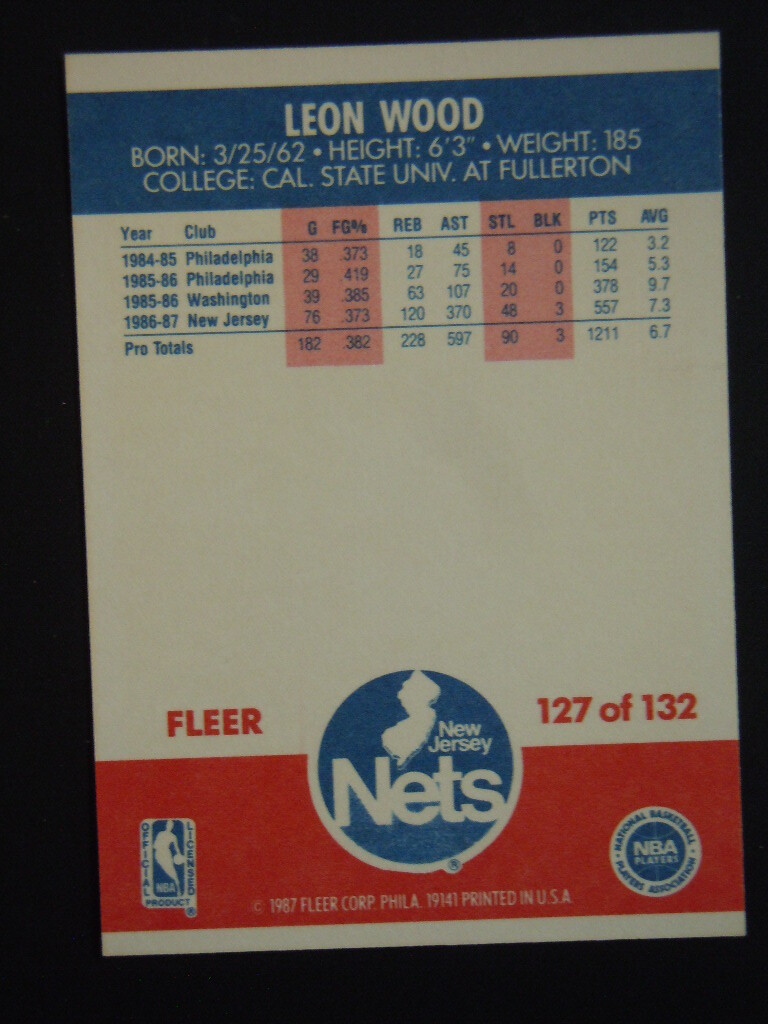 LEON WOOD
BORN: 3/25/62 • HEIGHT: 6'3" • WEIGHT: 185
COLLEGE: CAL. STATE UNIV. AT FULLERTON
Year Club G FG% REB AST STL BLK PTS AVG
1984-85 Philadelphia 38 .373 18 45 8 0 122 3.2
1985-86 Philadelphia 29 .419 27 75 14 0 154 5.3
1985-86 Washington 39 .385 63 107 20 0 378 9.7
1986-87 New Jersey 76 .373 120 370 48 3 557 7.3
Pro Totals 182 .382 228 597 90 3 1211 6.7
FLEER
127 of 132
New
Jersey
Nets
®
OFFICIAL
LICENSED
NBA
PRODUCT
®
NATIONAL BASKETBALL
NBA
PLAYERS
PLAYERS ASSOCIATION
© 1987 FLEER CORP. PHILA. 19141 PRINTED IN U.S.A.